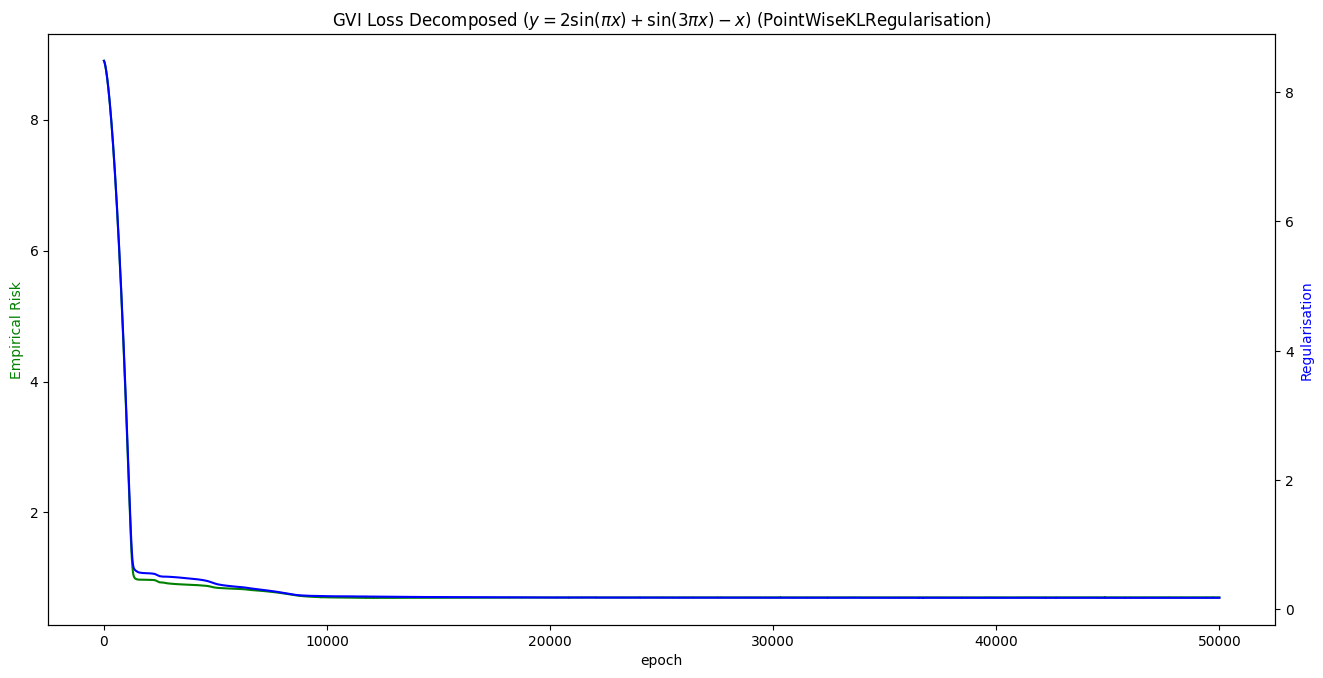 GVI Loss Decomposed (y = 2sin(πx) + sin(3πx) − x) (PointWiseKLRegularisation)
8
6
4
2
Empirical Risk
8
6
4
2
0
Regularisation
0 10000 20000 30000 40000 50000
epoch